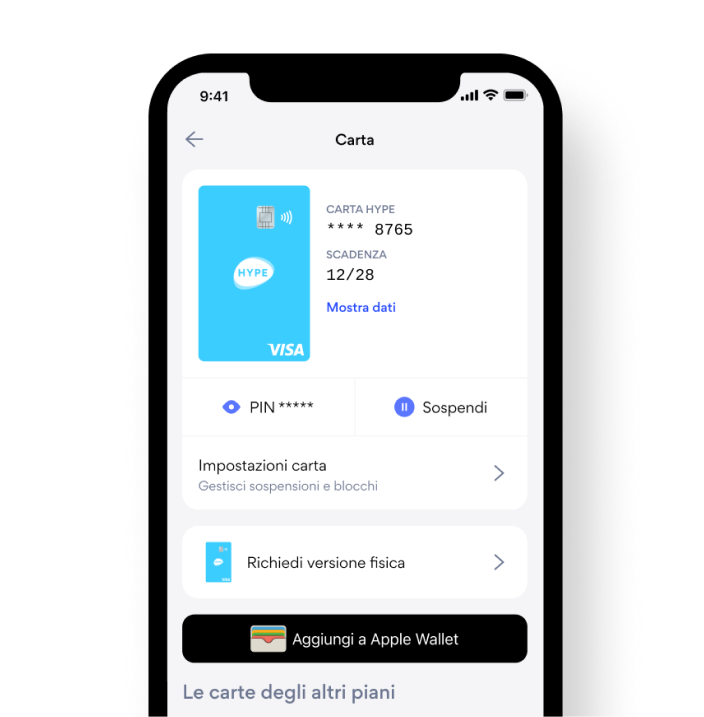 9:41
Carta
CARTA HYPE
**** 8765
SCADENZA
12/28
Mostra dati
HYPE
VISA
PIN *****
Sospendi
Impostazioni carta
Gestisci sospensioni e blocchi
Richiedi versione fisica
Aggiungi a Apple Wallet
Le carte degli altri piani